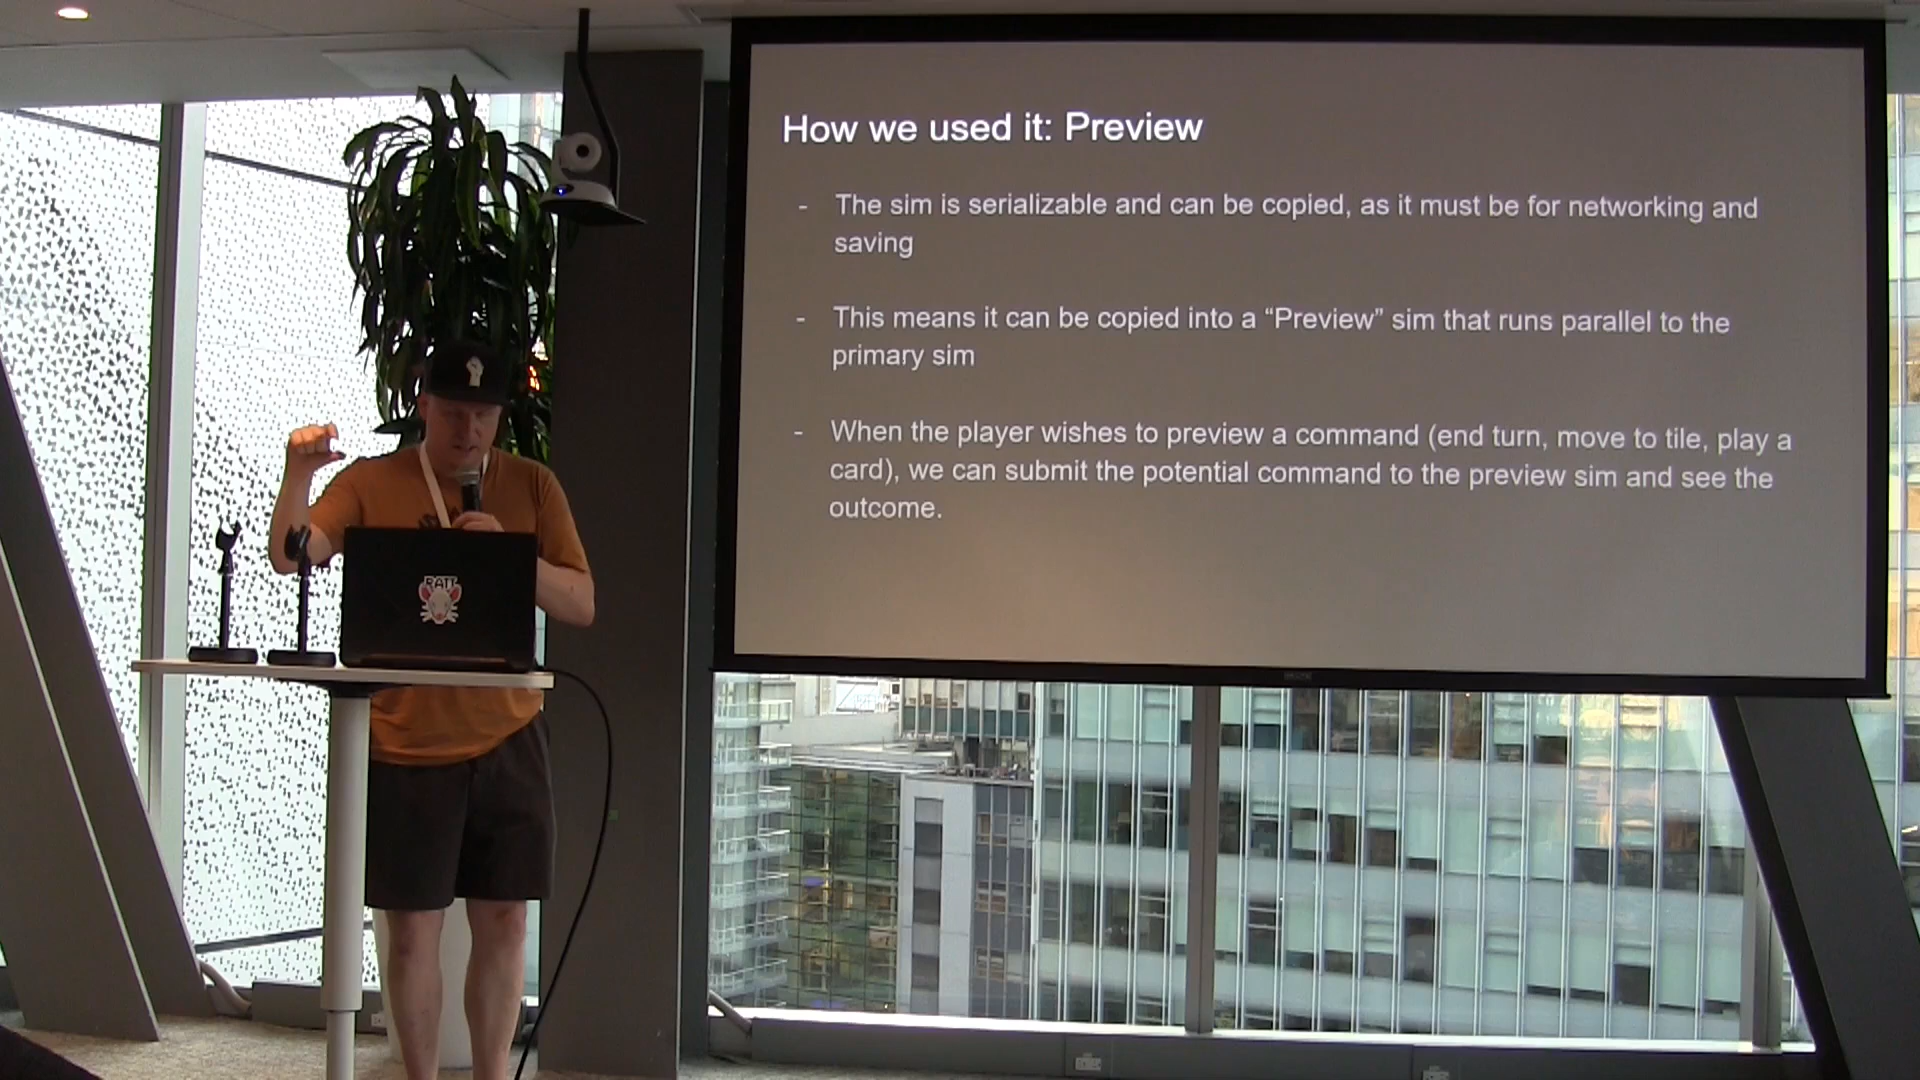 How we used it: Preview
- The sim is serializable and can be copied, as it must be for networking and
saving
- This means it can be copied into a “Preview” sim that runs parallel to the
primary sim
- When the player wishes to preview a command (end turn, move to tile, play a
card), we can submit the potential command to the preview sim and see the
outcome.
RATT